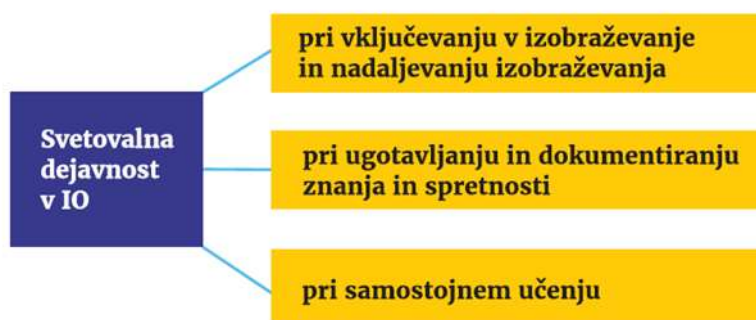 Svetovalna
dejavnost
v IO
pri vključevanju v izobraževanje
in nadaljevanju izobraževanja
pri ugotavljanju in dokumentiranju
znanja in spretnosti
pri samostojnem učenju